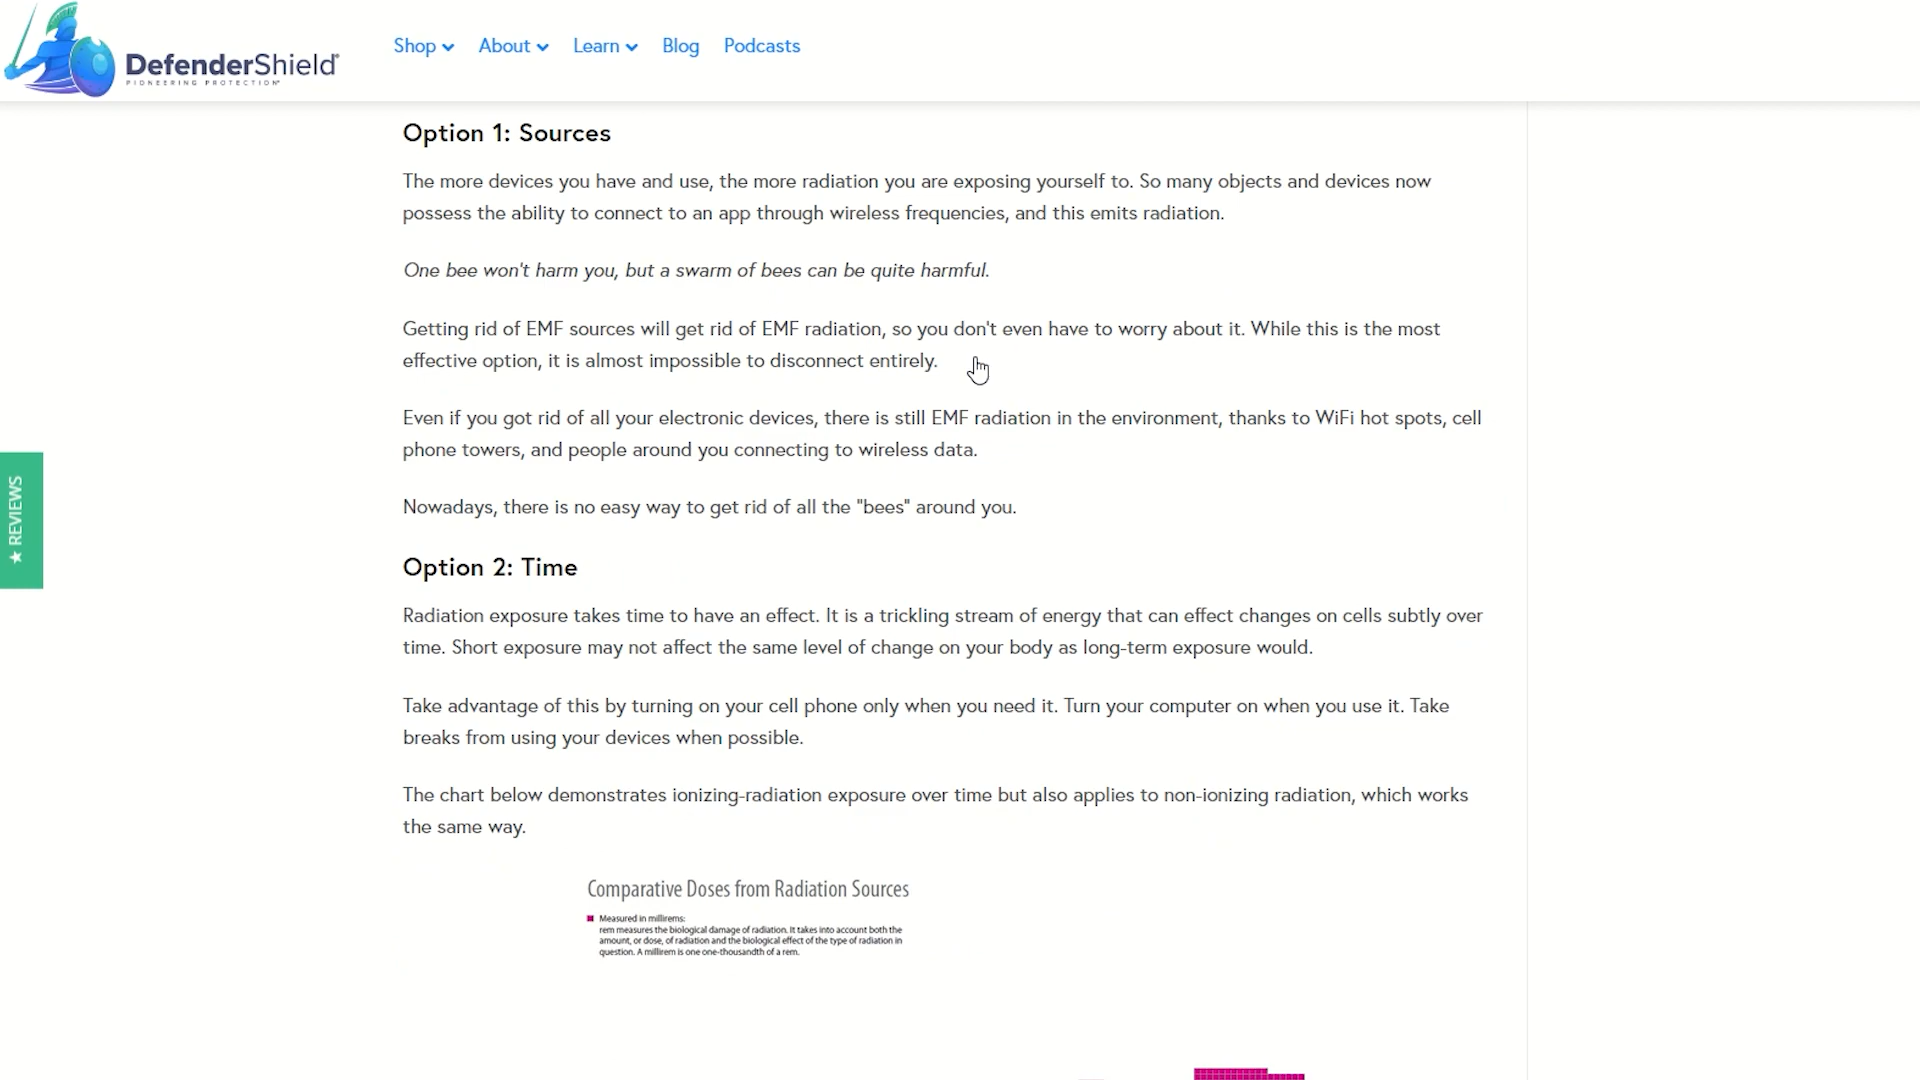 DefenderShield®
PIONEERING PROTECTION™
Shop
About
Learn
Blog
Podcasts
Option 1: Sources
The more devices you have and use, the more radiation you are exposing yourself to. So many objects and devices now
possess the ability to connect to an app through wireless frequencies, and this emits radiation.
One bee won't harm you, but a swarm of bees can be quite harmful.
Getting rid of EMF sources will get rid of EMF radiation, so you don't even have to worry about it. While this is the most
effective option, it is almost impossible to disconnect entirely.
Even if you got rid of all your electronic devices, there is still EMF radiation in the environment, thanks to WiFi hot spots, cell
phone towers, and people around you connecting to wireless data.
★ REVIEWS
Nowadays, there is no easy way to get rid of all the "bees" around you.
Option 2: Time
Radiation exposure takes time to have an effect. It is a trickling stream of energy that can effect changes on cells subtly over
time. Short exposure may not affect the same level of change on your body as long-term exposure would.
Take advantage of this by turning on your cell phone only when you need it. Turn your computer on when you use it. Take
breaks from using your devices when possible.
The chart below demonstrates ionizing-radiation exposure over time but also applies to non-ionizing radiation, which works
the same way.
Comparative Doses from Radiation Sources
Measured in millirems:
rem measures the biological damage of radiation. It takes into account both the
amount, or dose, of radiation and the biological effect of the type of radiation in
question. A millirem is one one-thousandth of a rem.